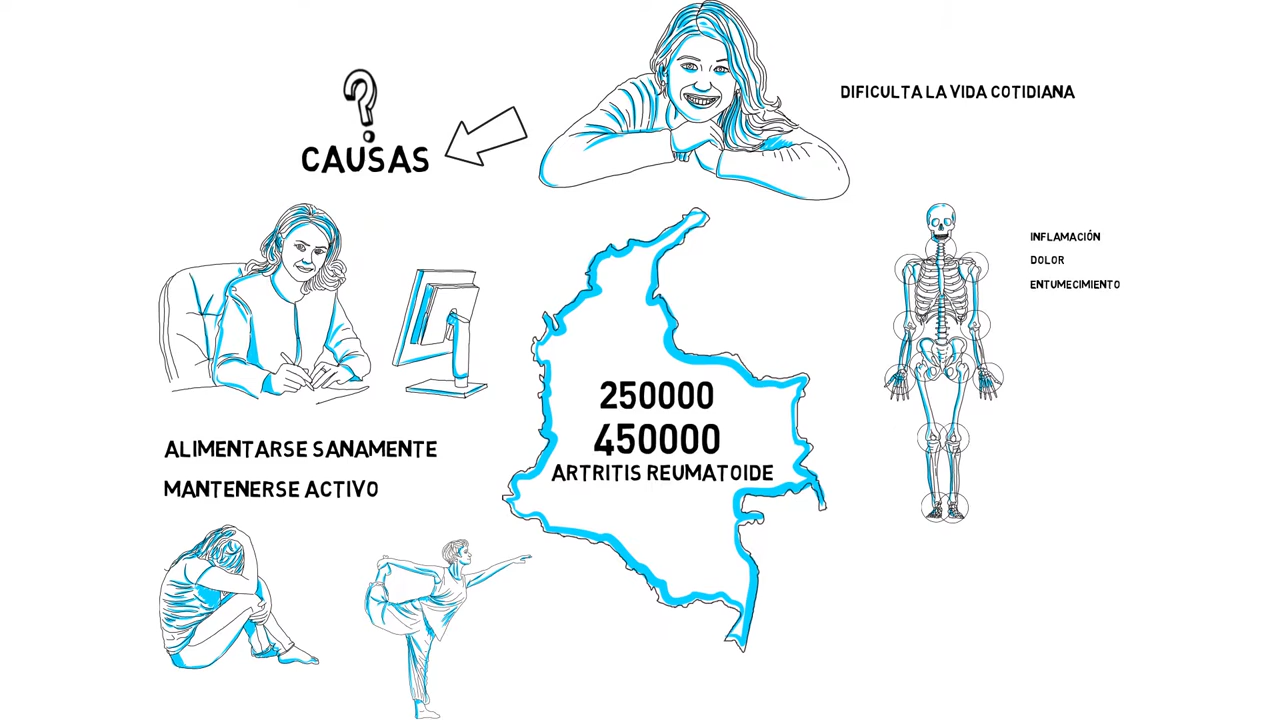 DIFICULTA LA VIDA COTIDIANA
?
CAUSAS
INFLAMACIÓN
DOLOR
ENTUMECIMIENTO
250000
450000
ARTRITIS REUMATOIDE
ALIMENTARSE SANAMENTE
MANTENERSE ACTIVO